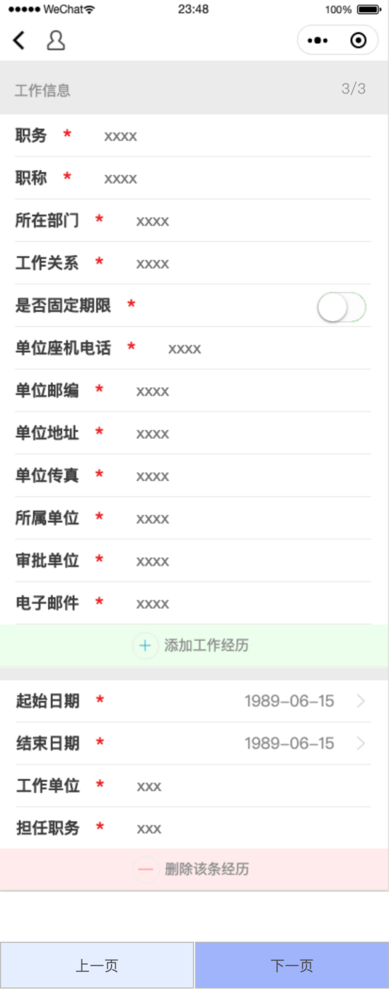 WeChat 23:48 100%
工作信息 3/3
职务 * xxxx
职称 * xxxx
所在部门 * xxxx
工作关系 * xxxx
是否固定期限 *
单位座机电话 * xxxx
单位邮编 * xxxx
单位地址 * xxxx
单位传真 * xxxx
所属单位 * xxxx
审批单位 * xxxx
电子邮件 * xxxx
+ 添加工作经历
起始日期 * 1989-06-15 >
结束日期 * 1989-06-15 >
工作单位 * xxx
担任职务 * xxx
— 删除该条经历
上一页 下一页